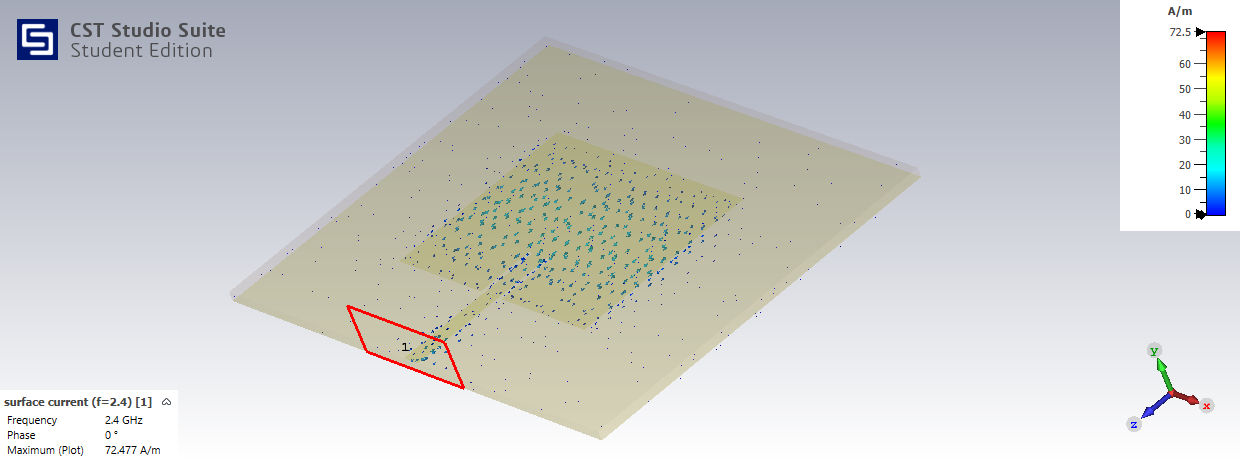 CST Studio Suite
Student Edition
A/m
72.5
60
50
40
30
20
10
0
1
y
x
z
surface current (f=2.4) [1]
Frequency 2.4 GHz
Phase 0 °
Maximum (Plot) 72.477 A/m